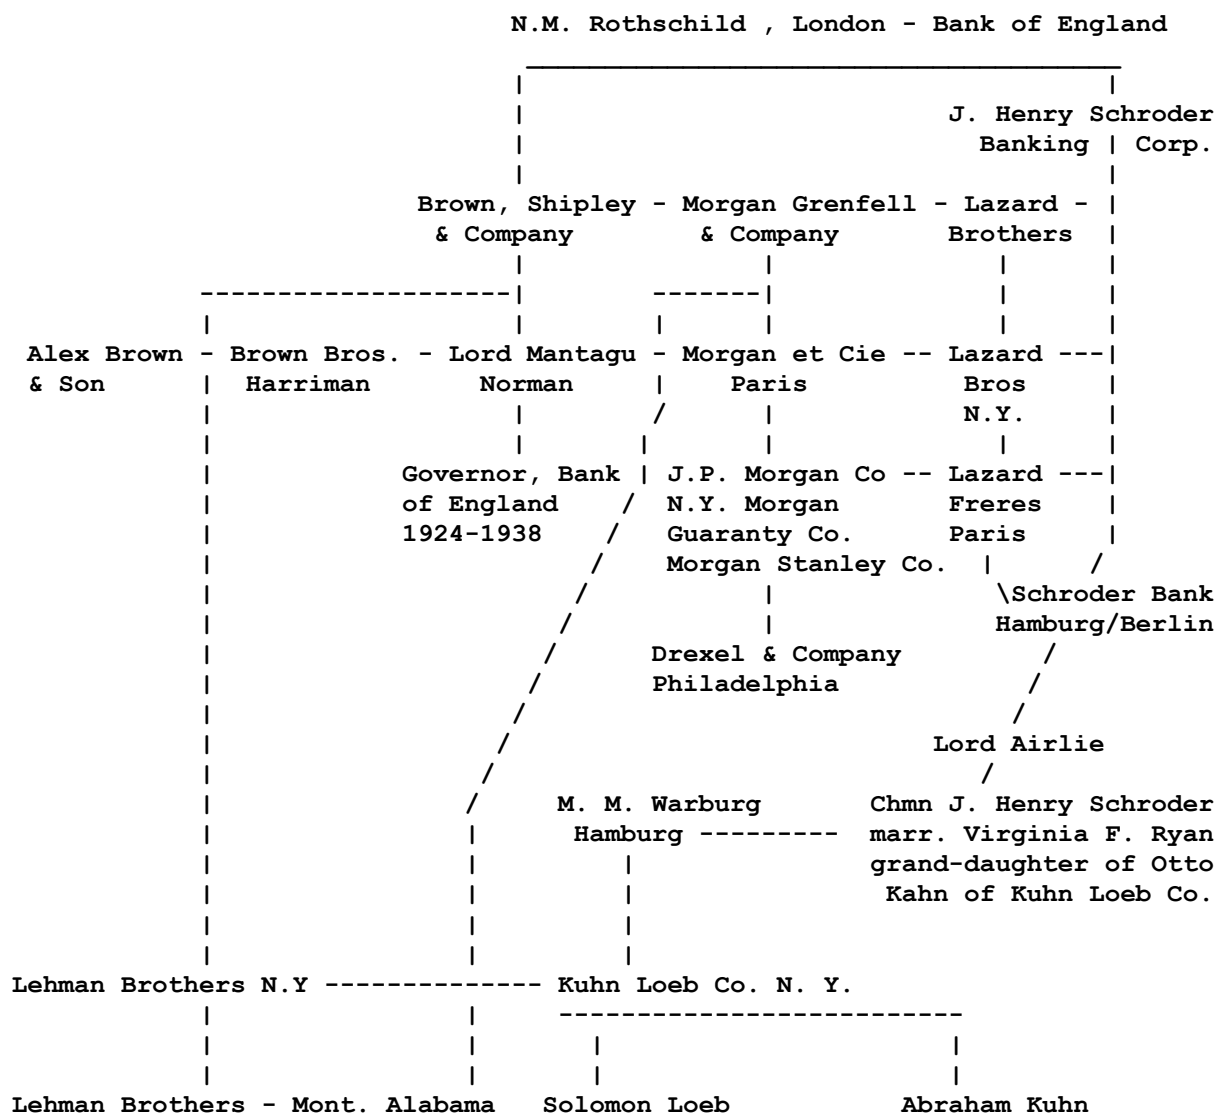 N.M. Rothschild , London - Bank of England
J. Henry Schroder
Banking | Corp.
Brown, Shipley - Morgan Grenfell - Lazard -
& Company & Company Brothers
Alex Brown - Brown Bros. - Lord Mantagu - Morgan et Cie -- Lazard ---|
& Son Harriman Norman Paris Bros
N.Y.
Governor, Bank J.P. Morgan Co -- Lazard ---|
of England N.Y. Morgan Freres
1924-1938 Guaranty Co. Paris
Morgan Stanley Co.
\Schroder Bank
Hamburg/Berlin
Drexel & Company
Philadelphia
Lord Airlie
M. M. Warburg Chmn J. Henry Schroder
Hamburg --------- marr. Virginia F. Ryan
grand-daughter of Otto
Kahn of Kuhn Loeb Co.
Lehman Brothers N.Y -------------- Kuhn Loeb Co. N. Y.
Lehman Brothers - Mont. Alabama Solomon Loeb Abraham Kuhn